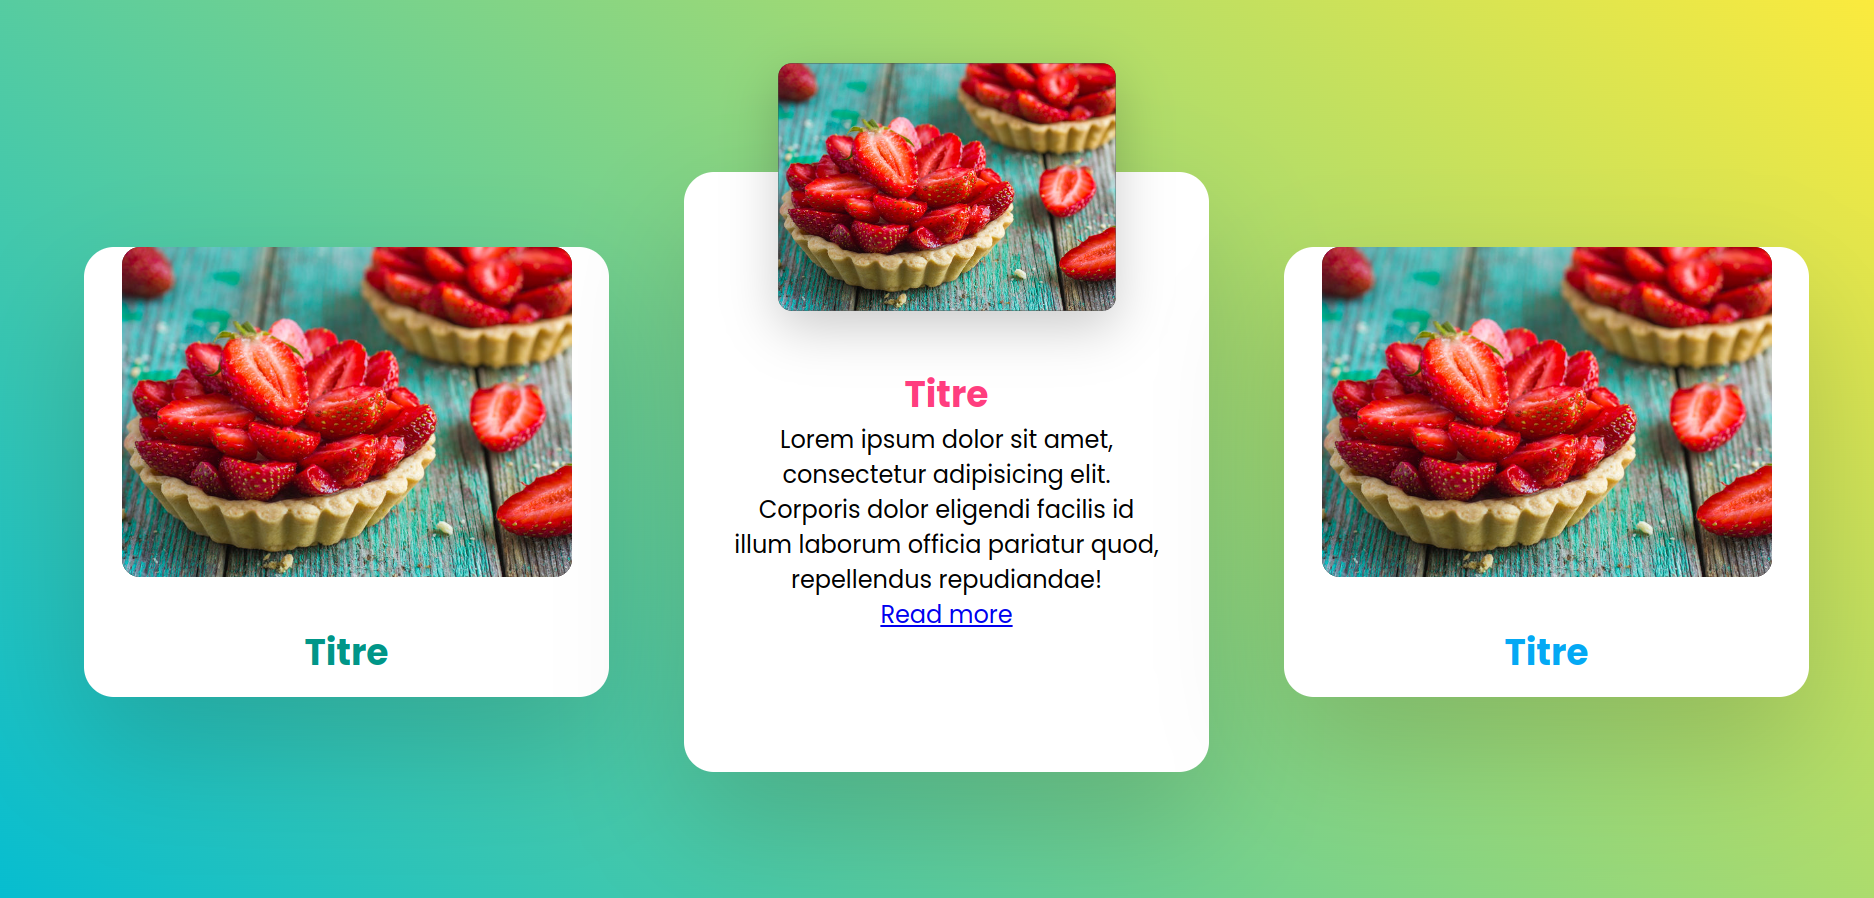 Titre
Titre
Lorem ipsum dolor sit amet,
consectetur adipisicing elit.
Corporis dolor eligendi facilis id
illum laborum officia pariatur quod,
repellendus repudiandae!
Read more
Titre